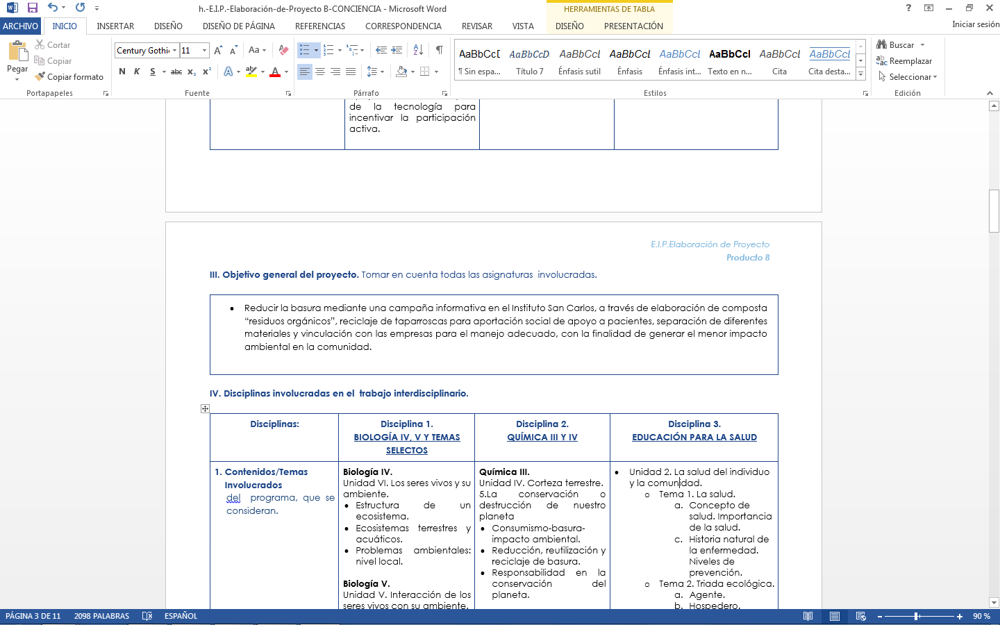 h.-E.I.P.-Elaboración-de-Proyecto B-CONCIENCIA - Microsoft Word
HERRAMIENTAS DE TABLA
ARCHIVO INICIO INSERTAR DISEÑO DISEÑO DE PÁGINA REFERENCIAS CORRESPONDENCIA REVISAR VISTA DISEÑO PRESENTACIÓN Iniciar sesión
Pegar
Cortar
Copiar
Copiar formato
Portapapeles
Century Gothi 11
Aa
N K S abc x₂ x²
Fuente
Párrafo
AaBbCcD AaBbCcD AaBbCcL AaBbCcL AaBbCcL AaBbCcI AaBbCcL AaBbCcL
¶ Sin espa... Título 7 Énfasis sutil Énfasis Énfasis int... Texto en n... Cita Cita desta...
Estilos
Buscar
Reemplazar
Seleccionar
Edición
de la tecnología para
incentivar la participación
activa.
E.I.P.Elaboración de Proyecto
Producto 8
III. Objetivo general del proyecto. Tomar en cuenta todas las asignaturas involucradas.
• Reducir la basura mediante una campaña informativa en el Instituto San Carlos, a través de elaboración de composta
“residuos orgánicos”, reciclaje de taparroscas para aportación social de apoyo a pacientes, separación de diferentes
materiales y vinculación con las empresas para el manejo adecuado, con la finalidad de generar el menor impacto
ambiental en la comunidad.
IV. Disciplinas involucradas en el trabajo interdisciplinario.
Disciplinas:
Disciplina 1.
BIOLOGÍA IV, V Y TEMAS
SELECTOS
Disciplina 2.
QUÍMICA III Y IV
Disciplina 3.
EDUCACIÓN PARA LA SALUD
1. Contenidos/Temas
Involucrados
del programa, que se
consideran.
Biología IV.
Unidad VI. Los seres vivos y su
ambiente.
• Estructura de un
ecosistema.
• Ecosistemas terrestres y
acuáticos.
• Problemas ambientales:
nivel local.
Biología V.
Unidad V. Interacción de los
seres vivos con su ambiente.
Química III.
Unidad IV. Corteza terrestre.
5.La conservación o
destrucción de nuestro
planeta
• Consumismo-basura-
impacto ambiental.
• Reducción, reutilización y
reciclaje de basura.
• Responsabilidad en la
conservación del
planeta.
• Unidad 2. La salud del individuo
y la comunidad.
o Tema 1. La salud.
a. Concepto de
salud. Importancia
de la salud.
c. Historia natural de
la enfermedad.
Niveles de
prevención.
o Tema 2. Triada ecológica.
a. Agente.
b. Hospedero.
PÁGINA 3 DE 11 2098 PALABRAS ESPAÑOL 90 %